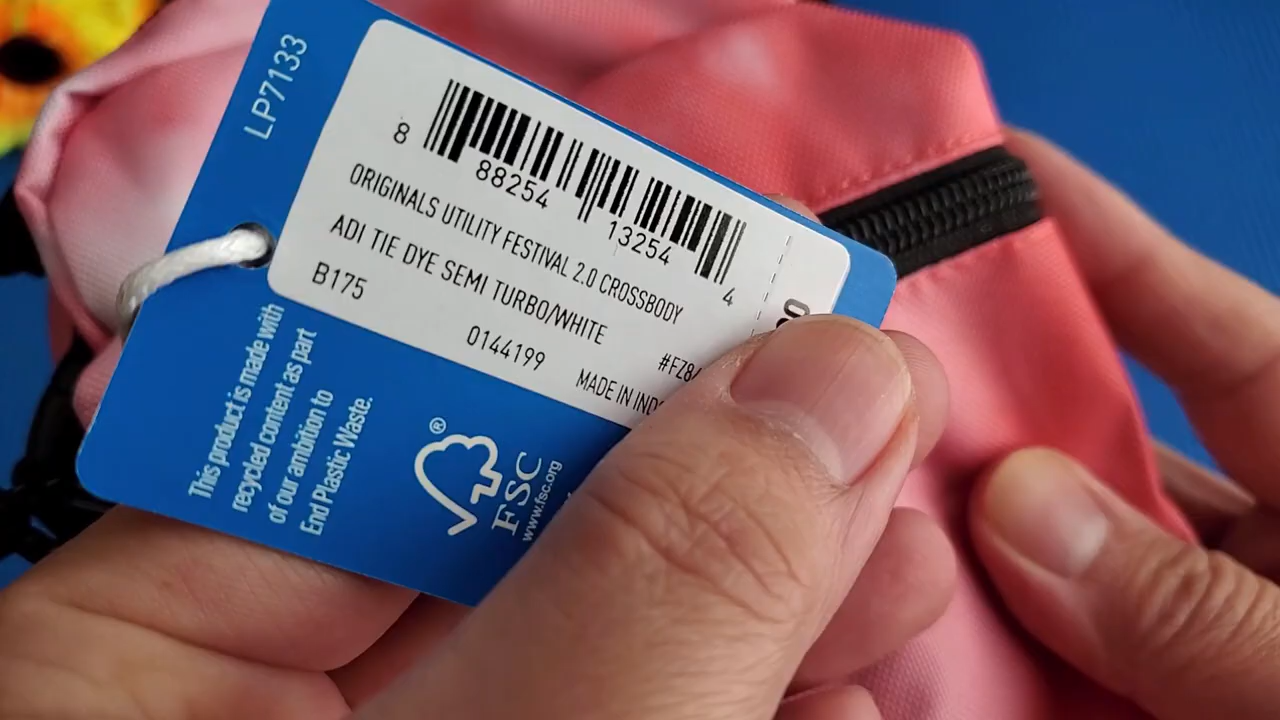 LP7133
8 88254 13254 4
ORIGINALS UTILITY FESTIVAL 2.0 CROSSBODY
ADI TIE DYE SEMI TURBO/WHITE
B175
0144199
MADE IN
This product is made with
recycled content as part
of our ambition to
End Plastic Waste.
®
FSC
www.fsc.org